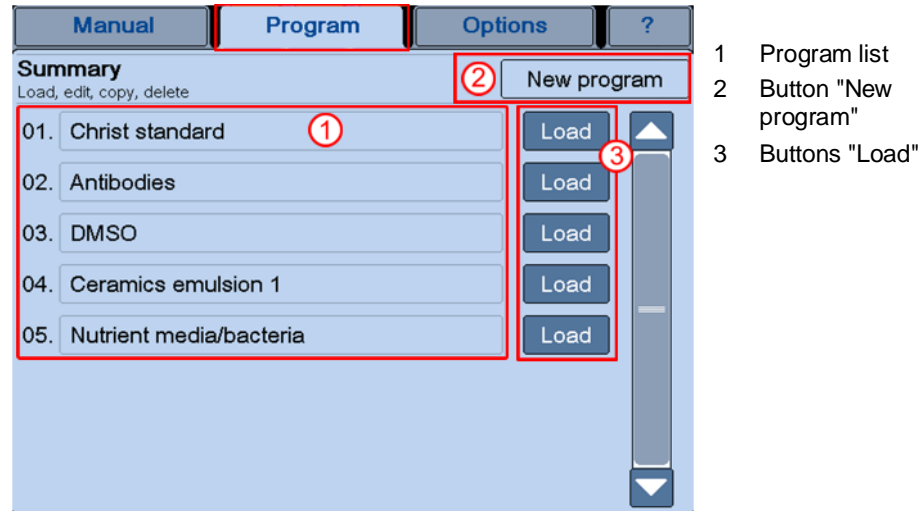 Manual Program Options ?
Summary
Load, edit, copy, delete
2 New program
01. Christ standard 1 Load
3
02. Antibodies Load
03. DMSO Load
04. Ceramics emulsion 1 Load
05. Nutrient media/bacteria Load
1 Program list
2 Button "New
program"
3 Buttons "Load"